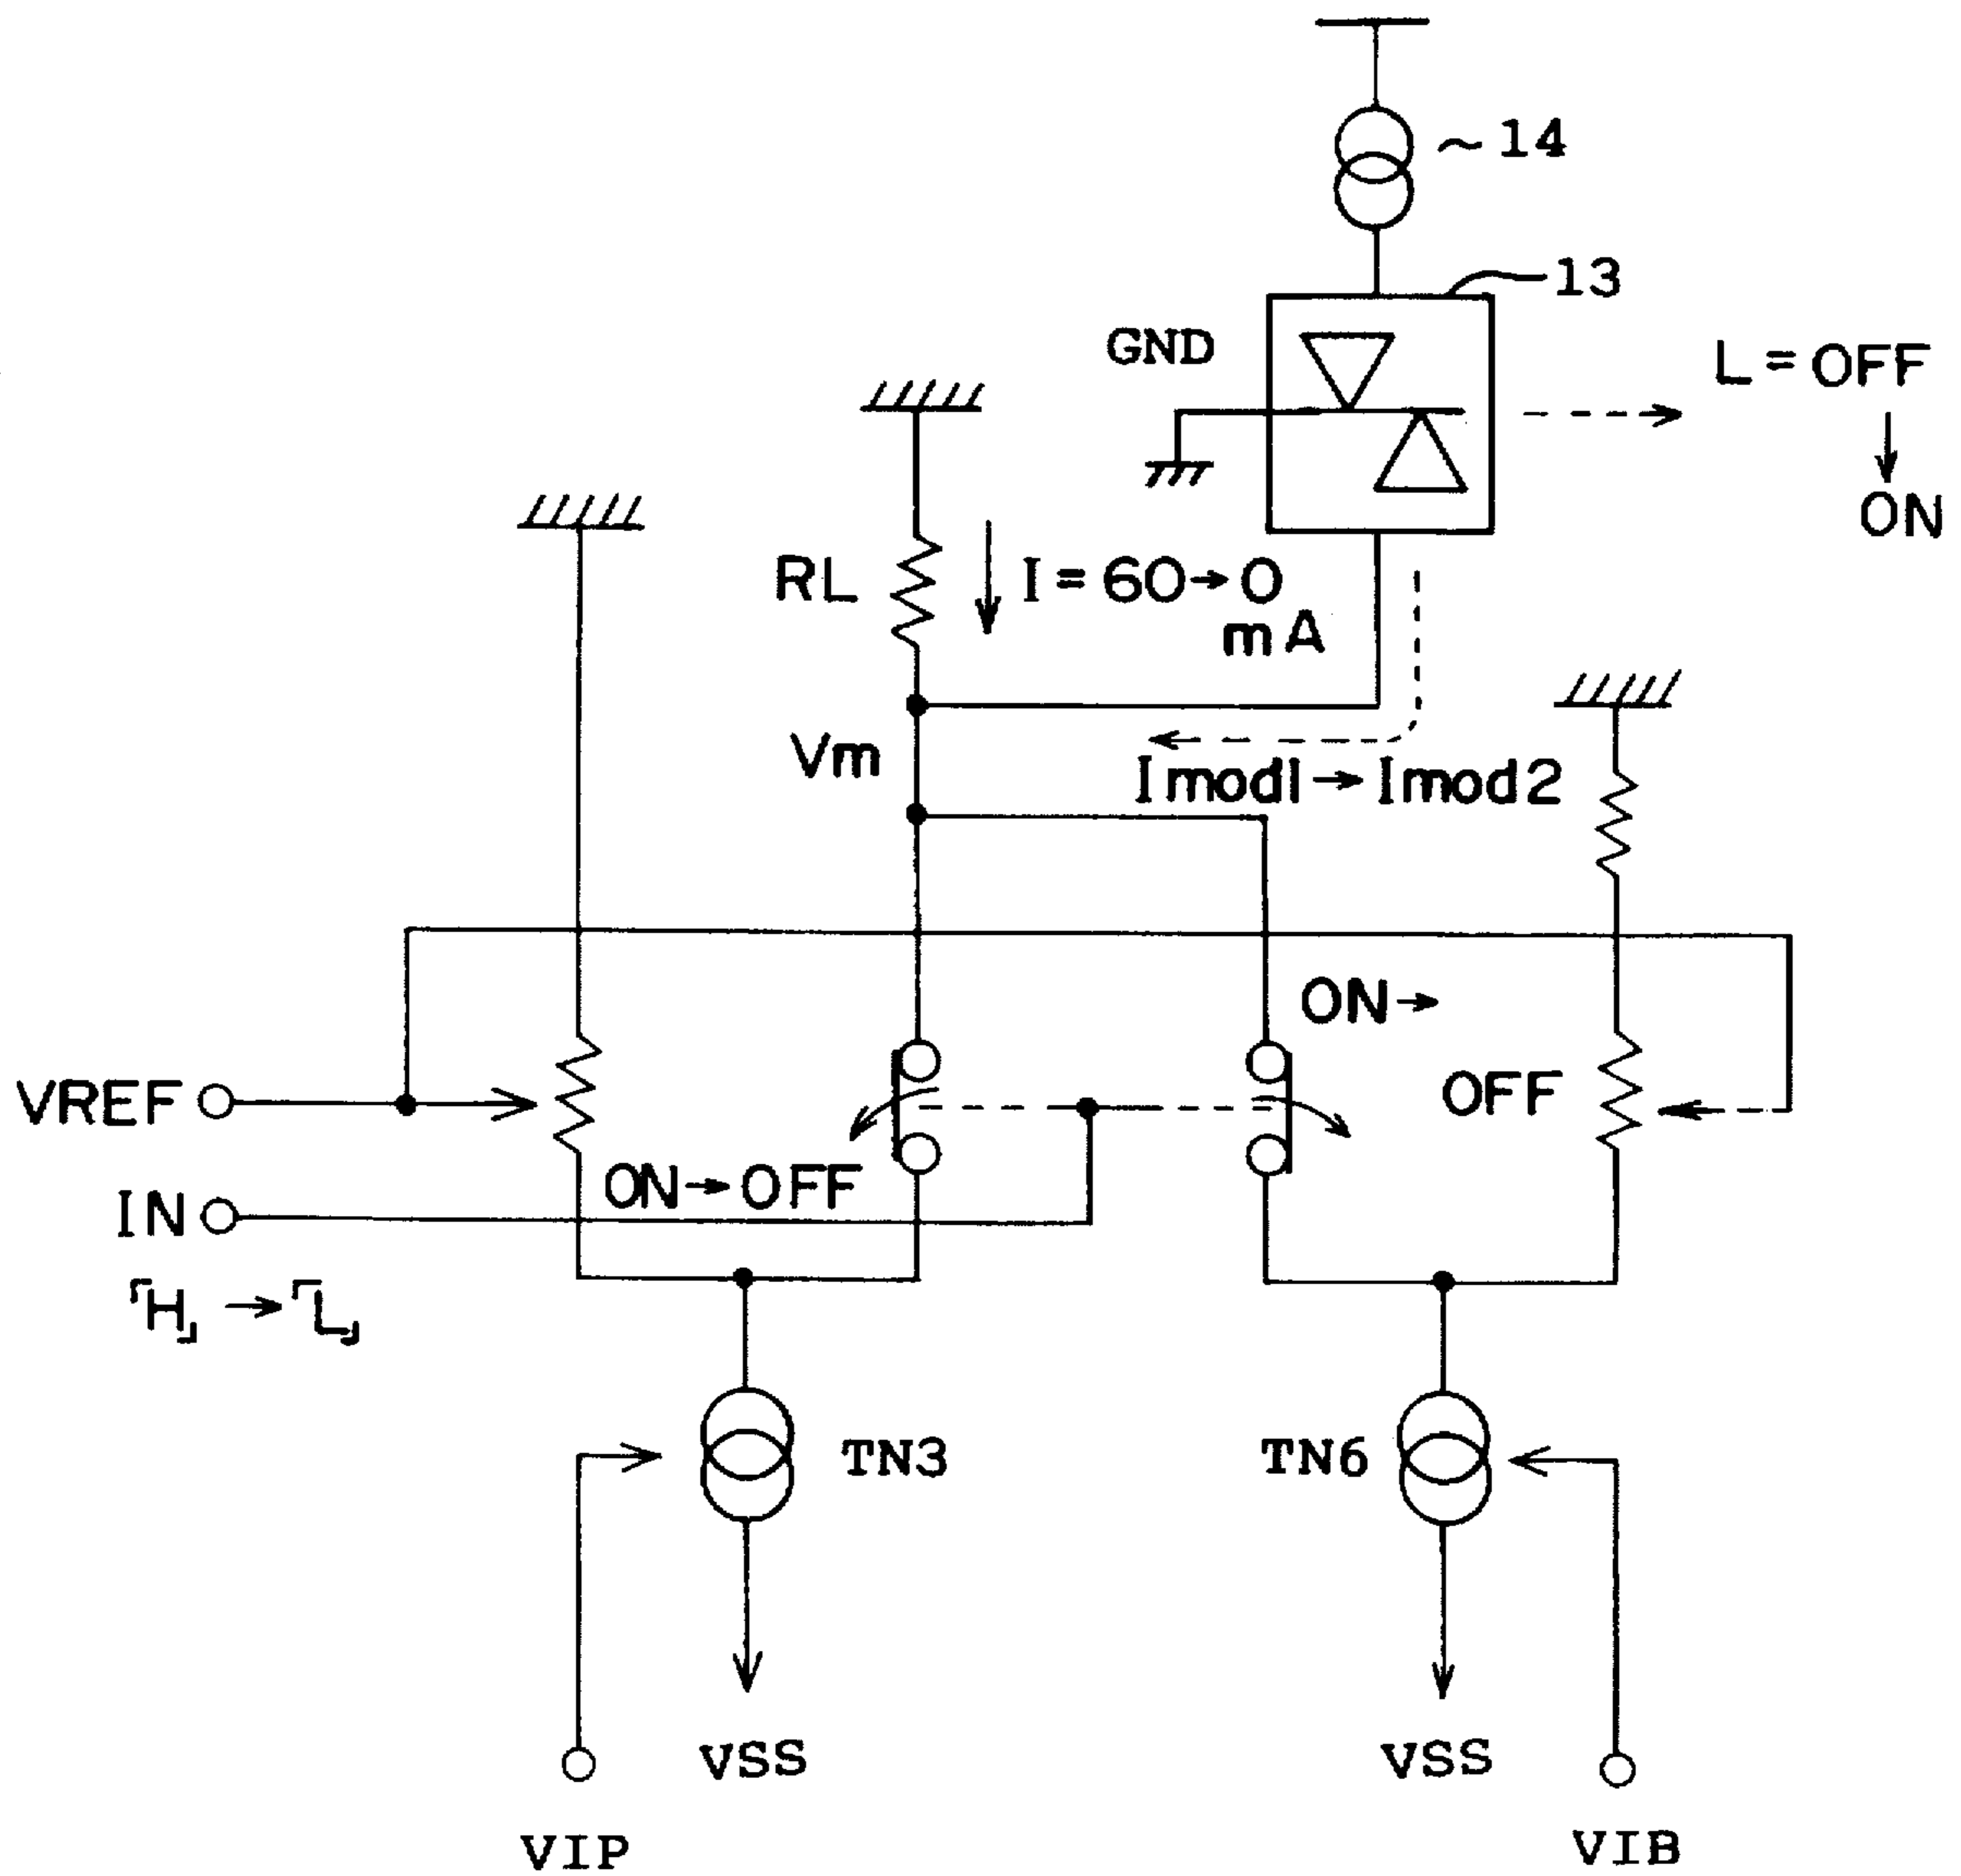 ~14
13
GND
L=OFF
↓
ON
RL
I=60→0
mA
Vm
Imod1→Imod2
ON→
OFF
VREF
ON→OFF
IN
「H」→「L」
TN3
TN6
VSS
VSS
VIP
VIB